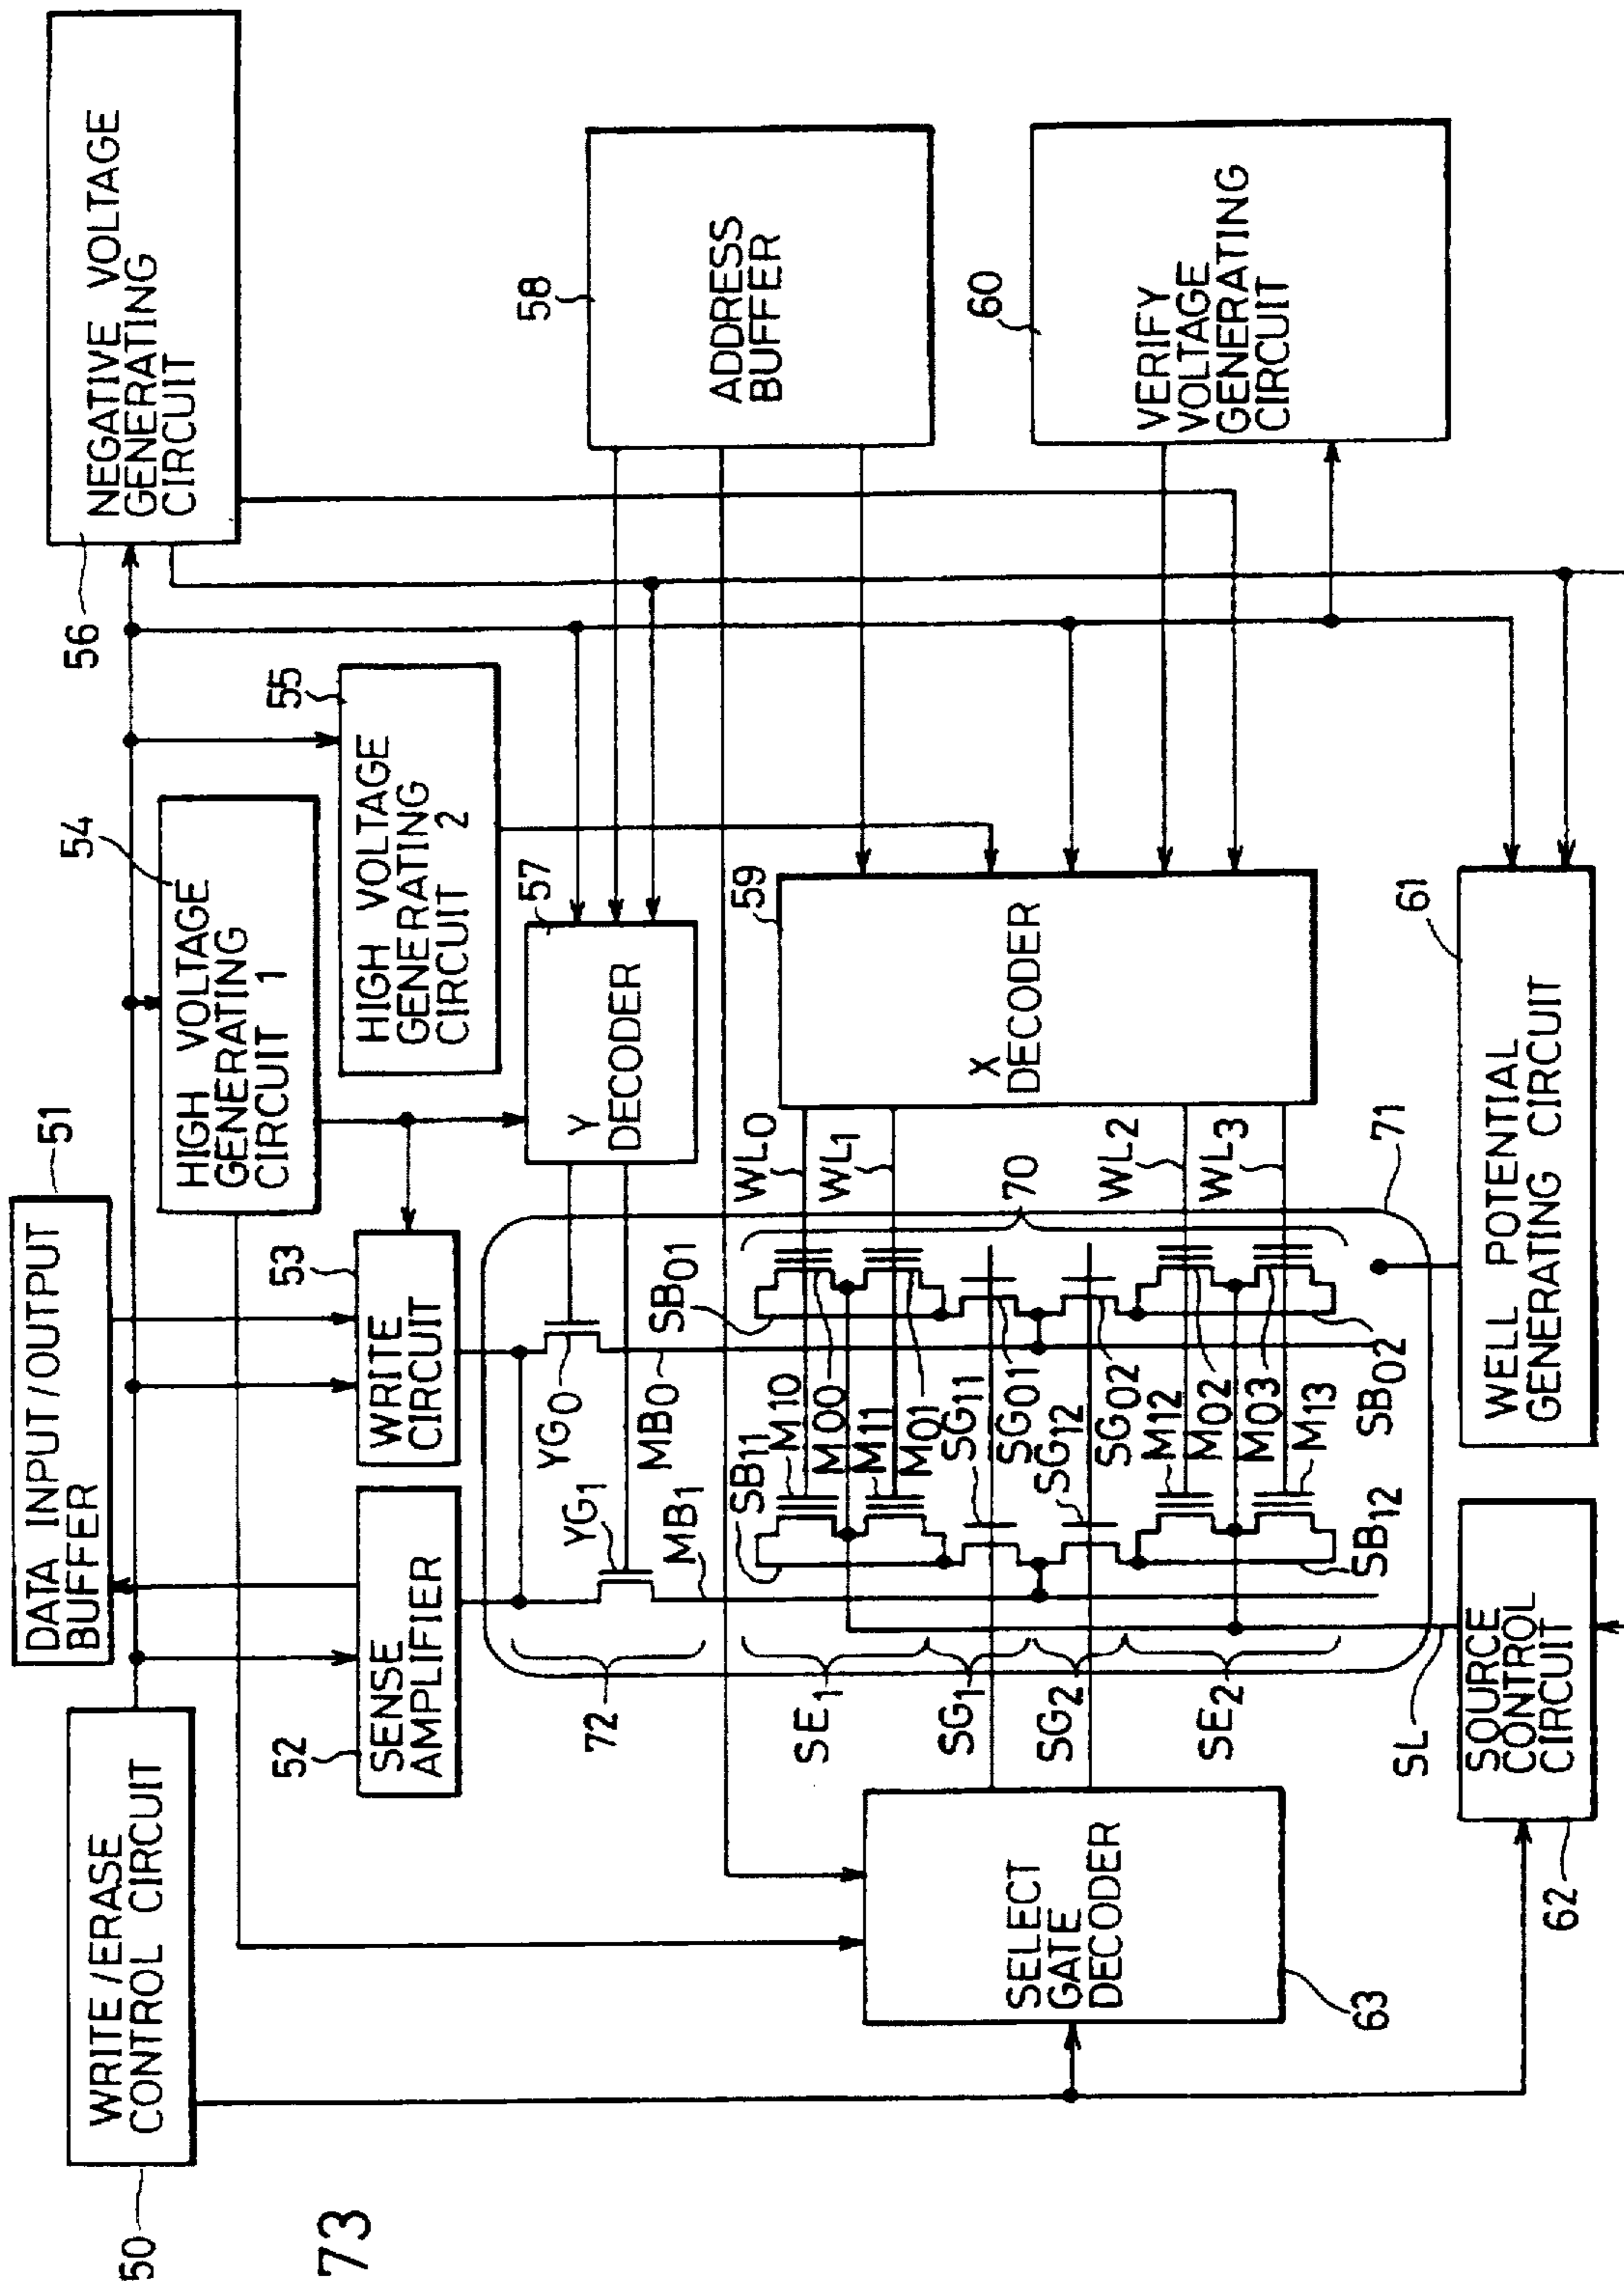 73
50
WRITE/ERASE
CONTROL CIRCUIT
DATA INPUT/OUTPUT
BUFFER
51
52
SENSE
AMPLIFIER
53
WRITE
CIRCUIT
54
HIGH VOLTAGE
GENERATING
CIRCUIT 1
55
HIGH VOLTAGE
GENERATING
CIRCUIT 2
56
NEGATIVE VOLTAGE
GENERATING
CIRCUIT
57
Y
DECODER
58
ADDRESS
BUFFER
59
X
DECODER
60
VERIFY
VOLTAGE
GENERATING
CIRCUIT
61
WELL POTENTIAL
GENERATING CIRCUIT
62
SOURCE
CONTROL
CIRCUIT
63
SELECT
GATE
DECODER
70
71
72
YG0
YG1
MB0
MB1
SB01
SB11
SB02
SB12
WL0
WL1
WL2
WL3
M10
M00
M11
M01
SG11
SG01
SG12
SG02
M12
M02
M03
M13
SE1
SG1
SG2
SE2
SL